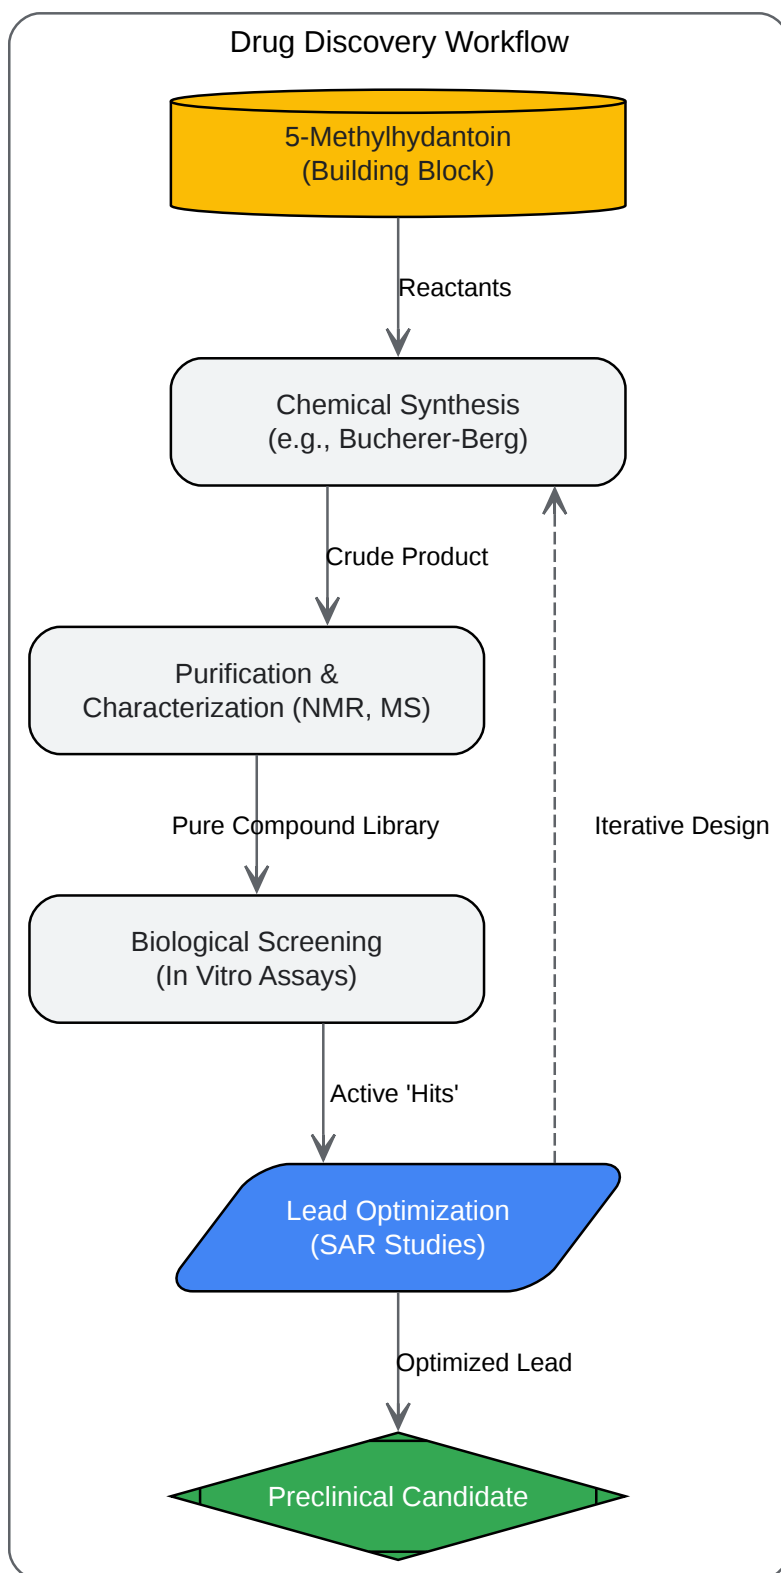 Drug Discovery Workflow
5-Methylhydantoin
(Building Block)
Reactants
Chemical Synthesis
(e.g., Bucherer-Berg)
Crude Product
Purification &
Characterization (NMR, MS)
Pure Compound Library
Iterative Design
Biological Screening
(In Vitro Assays)
Active 'Hits'
Lead Optimization
(SAR Studies)
Optimized Lead
Preclinical Candidate